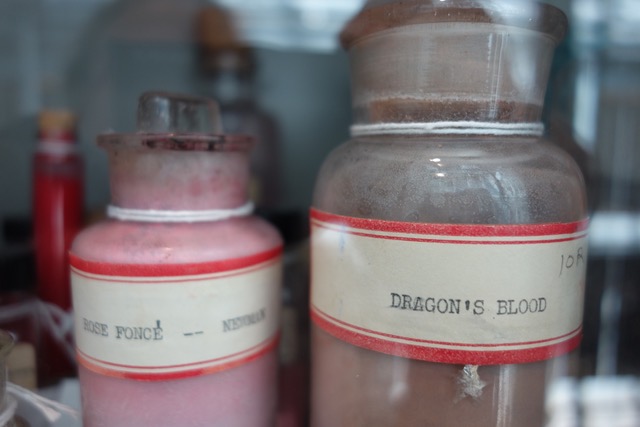 ROSE FONCÉ -- NEWMAN
DRAGON'S BLOOD